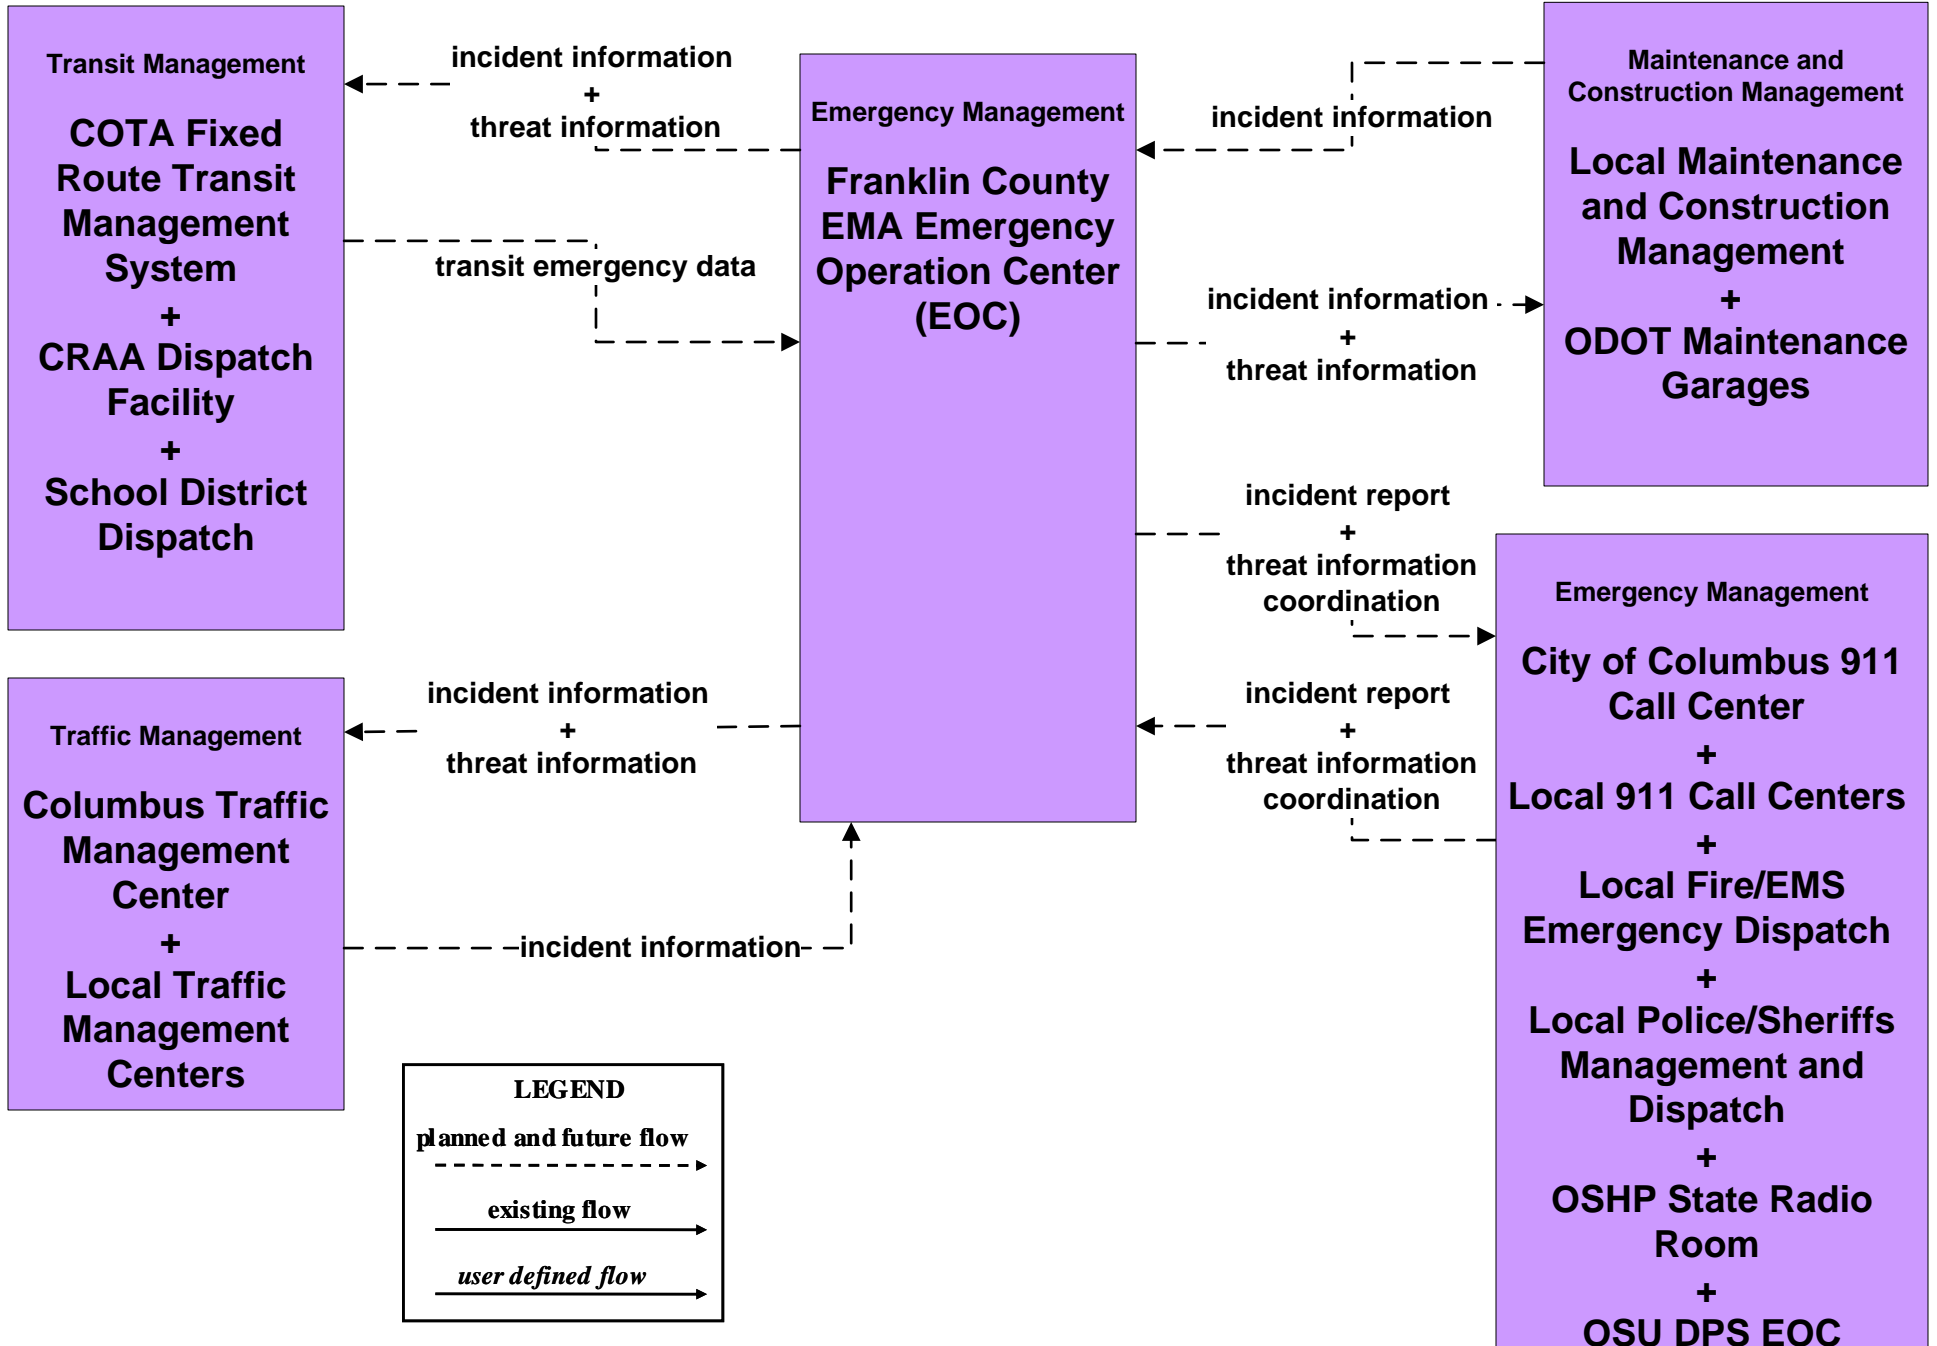 Transit Management
COTA Fixed
Route Transit
Management
System
+
CRAA Dispatch
Facility
+
School District
Dispatch
incident information
+
threat information
transit emergency data
Emergency Management
Franklin County
EMA Emergency
Operation Center
(EOC)
incident information
incident information
+
threat information
Maintenance and
Construction Management
Local Maintenance
and Construction
Management
+
ODOT Maintenance
Garages
incident report
+
threat information
coordination
incident report
+
threat information
coordination
Emergency Management
City of Columbus 911
Call Center
+
Local 911 Call Centers
+
Local Fire/EMS
Emergency Dispatch
+
Local Police/Sheriffs
Management and
Dispatch
+
OSHP State Radio
Room
+
OSU DPS EOC
Traffic Management
Columbus Traffic
Management
Center
+
Local Traffic
Management
Centers
incident information
+
threat information
incident information
LEGEND
planned and future flow
existing flow
user defined flow